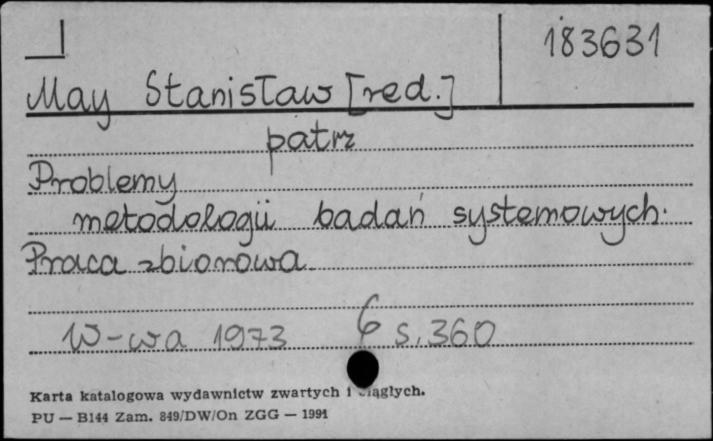 183631
May Stanisław [red.]
patrz
Problemy
metodologii badań systemowych.
Praca zbiorowa
W-wa 1973 s. 360
Karta katalogowa wydawnictw zwartych i ciągłych.
PU — B144 Zam. 849/DW/On ZGG — 1991